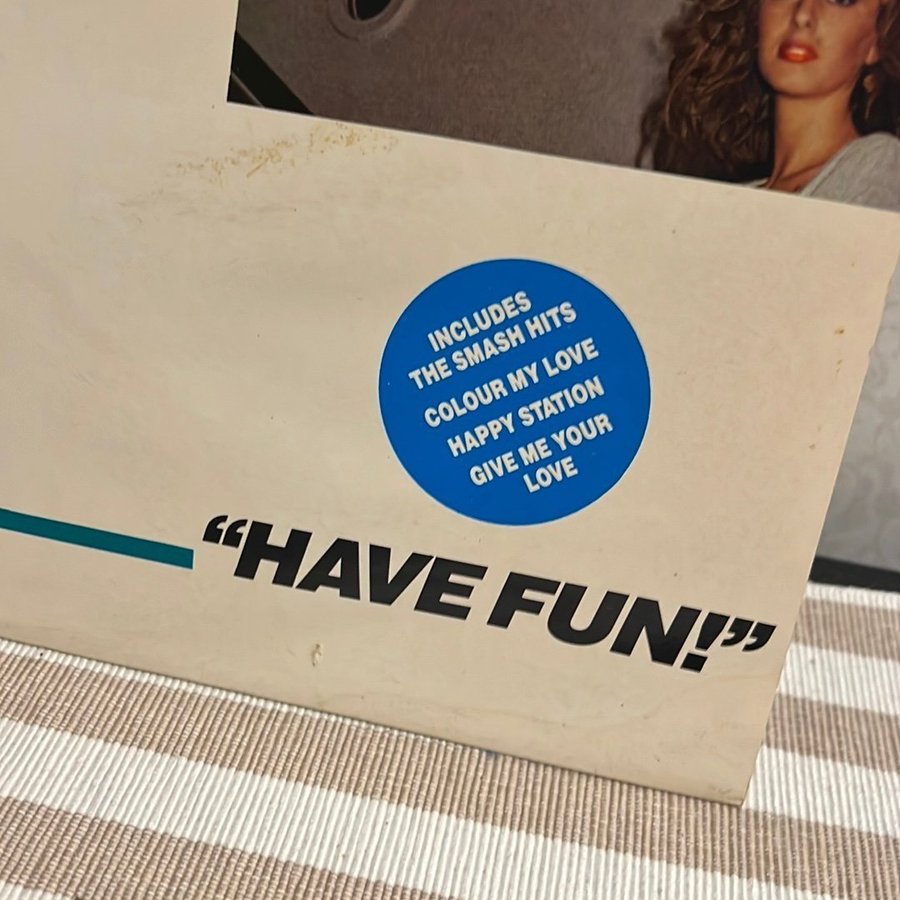 INCLUDES
THE SMASH HITS
COLOUR MY LOVE
HAPPY STATION
GIVE ME YOUR
LOVE
“HAVE FUN!”